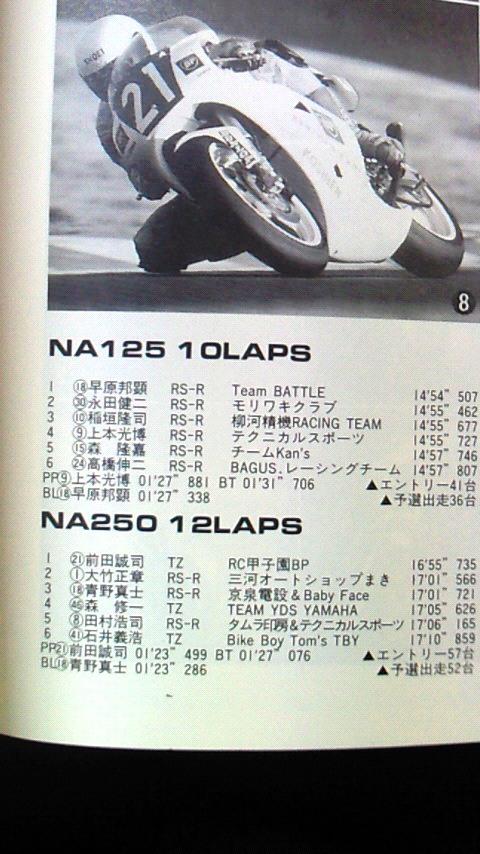 21
8
NA125 10LAPS
1 ⑱早原邦顕 RS-R Team BATTLE 14'54" 507
2 ㉚永田健二 RS-R モリワキクラブ 14'55" 462
3 ⑩稲垣隆司 RS-R 柳河精機RACING TEAM 14'55" 677
4 ⑨上本光博 RS-R テクニカルスポーツ 14'55" 727
5 ⑮森 隆嘉 RS-R チームKan's 14'57" 746
6 ㉔高橋伸二 RS-R BAGUS.レーシングチーム 14'57" 807
PP⑨上本光博 01'27" 881 BT 01'31" 706 ▲エントリー41台
BL⑱早原邦顕 01'27" 338 ▲予選出走36台
NA250 12LAPS
1 ㉑前田誠司 TZ RC甲子園BP 16'55" 735
2 ①大竹正章 RS-R 三河オートショップまき 17'01" 566
3 ⑱青野真士 RS-R 京泉電設&Baby Face 17'01" 721
4 ㊻森 修一 TZ TEAM YDS YAMAHA 17'05" 626
5 ⑧田村浩司 RS-R タムラ印房&テクニカルスポーツ 17'06" 165
6 ㊶石井義浩 TZ Bike Boy Tom's TBY 17'10" 859
PP㉑前田誠司 01'23" 499 BT 01'27" 076 ▲エントリー57台
BL⑱青野真士 01'23" 286 ▲予選出走52台